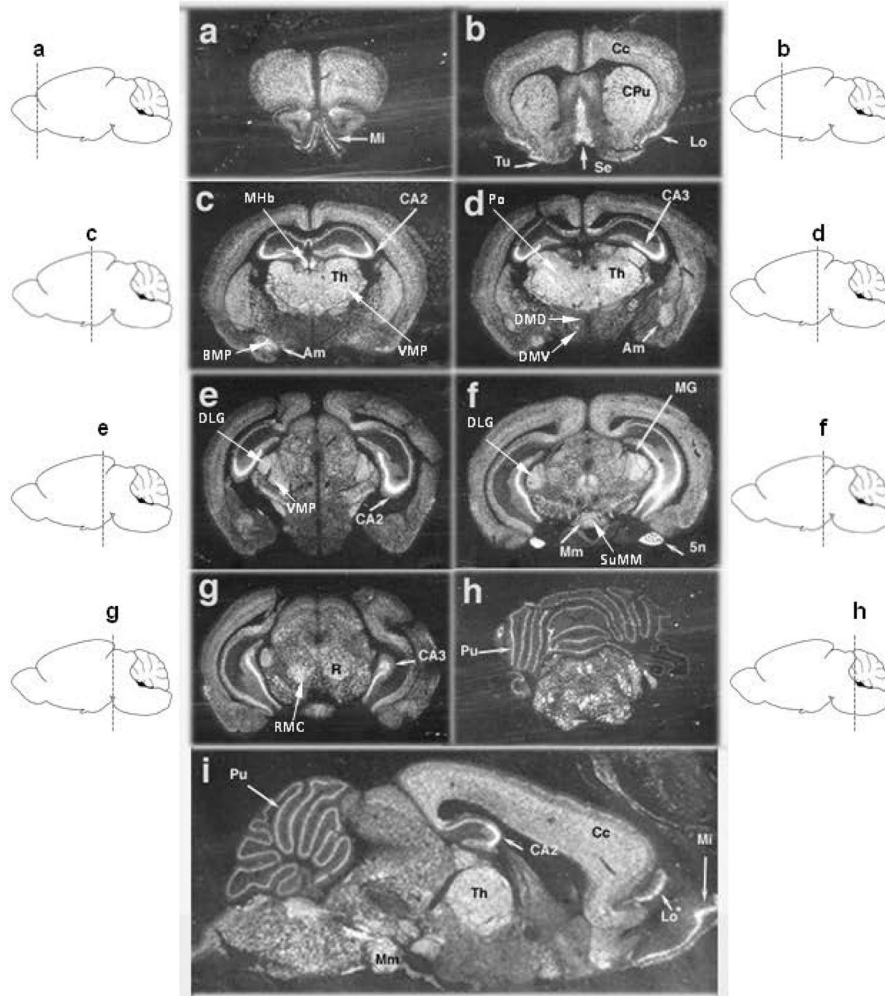 a
a
Mi
b
Cc
CPu
Lo
Tu
Se
b
c
c
MHb
CA2
Th
BMP
Am
VMP
d
Po
CA3
Th
DMD
DMV
Am
d
e
e
DLG
VMP
CA2
f
MG
DLG
Mm
SuMM
5n
f
g
g
R
CA3
RMC
h
Pu
h
i
Pu
Cc
CA2
Mi
Th
Lo
Mm